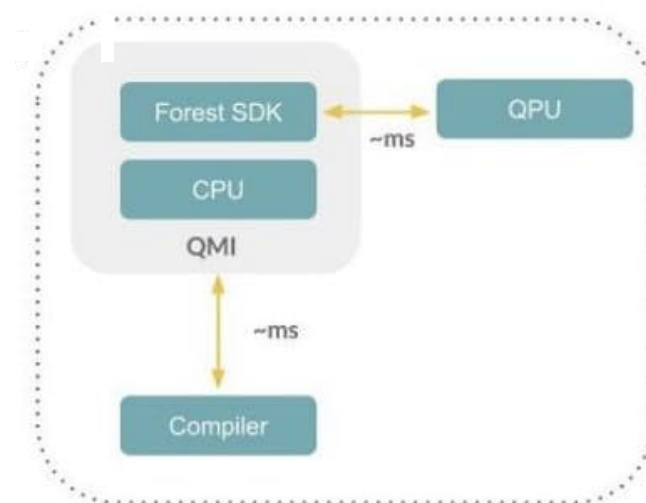 Forest SDK
QPU
~ms
CPU
QMI
~ms
Compiler